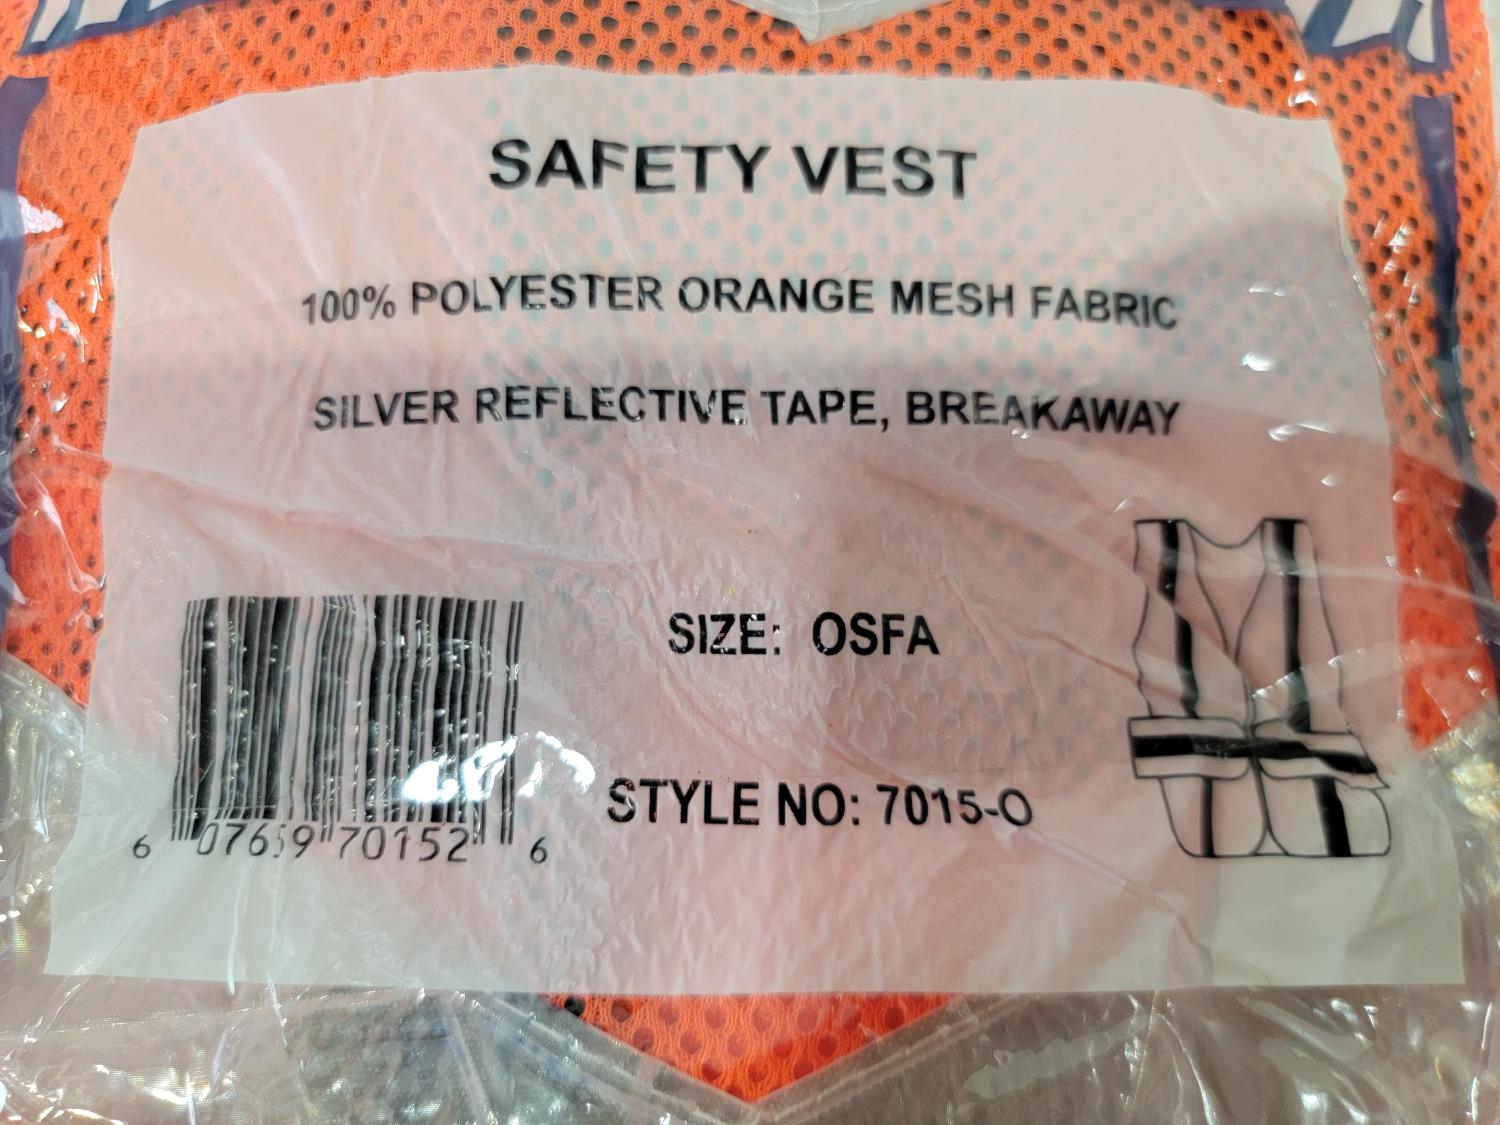 SAFETY VEST
100% POLYESTER ORANGE MESH FABRIC
SILVER REFLECTIVE TAPE, BREAKAWAY
SIZE: OSFA
STYLE NO: 7015-O
6 07659 70152 6